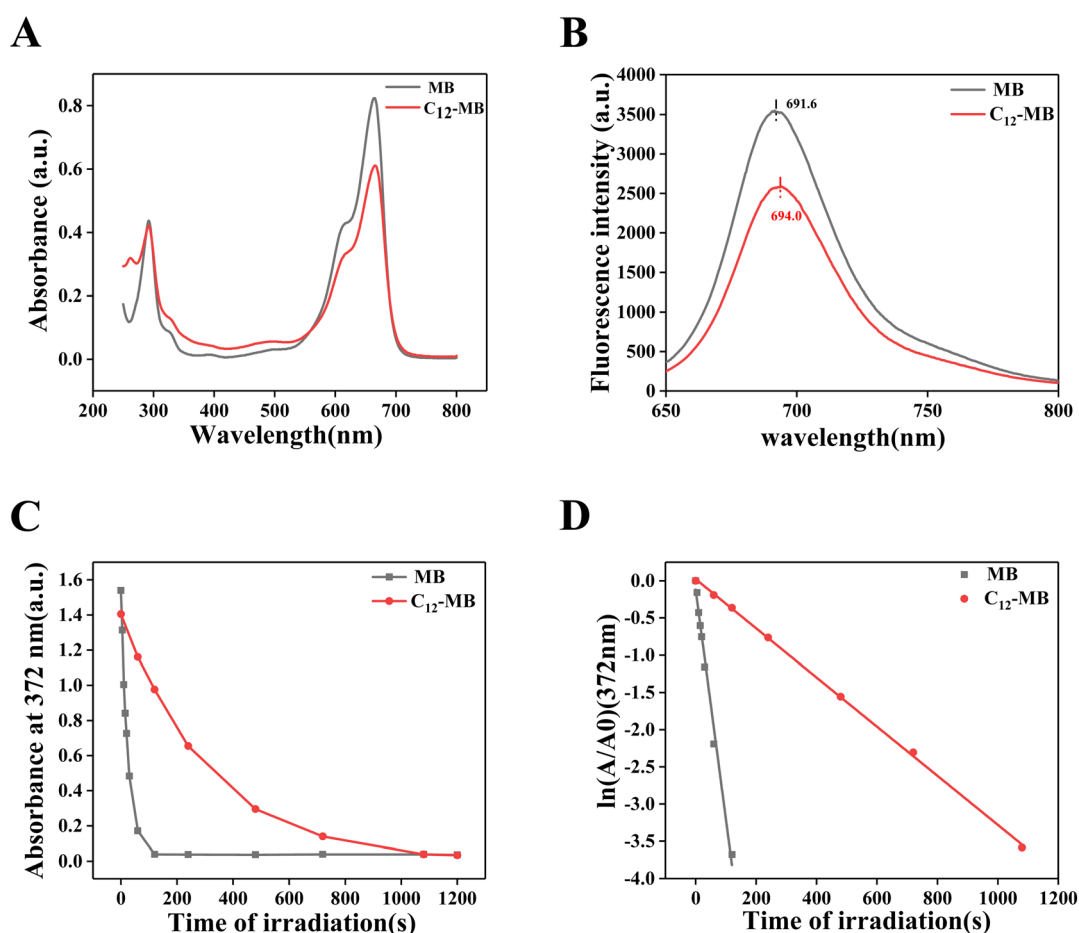 A
Absorbance (a.u.)
0.8
0.6
0.4
0.2
0.0
200 300 400 500 600 700 800
Wavelength(nm)
MB
C₁₂-MB
B
Fluorescence intensity (a.u.)
4000
3500
3000
2500
2000
1500
1000
500
0
650 700 750 800
wavelength(nm)
MB
C₁₂-MB
691.6
694.0
C
Absorbance at 372 nm(a.u.)
1.6
1.4
1.2
1.0
0.8
0.6
0.4
0.2
0.0
0 200 400 600 800 1000 1200
Time of irradiation(s)
MB
C₁₂-MB
D
ln(A/A0)(372nm)
0.0
-0.5
-1.0
-1.5
-2.0
-2.5
-3.0
-3.5
-4.0
0 200 400 600 800 1000 1200
Time of irradiation(s)
MB
C₁₂-MB